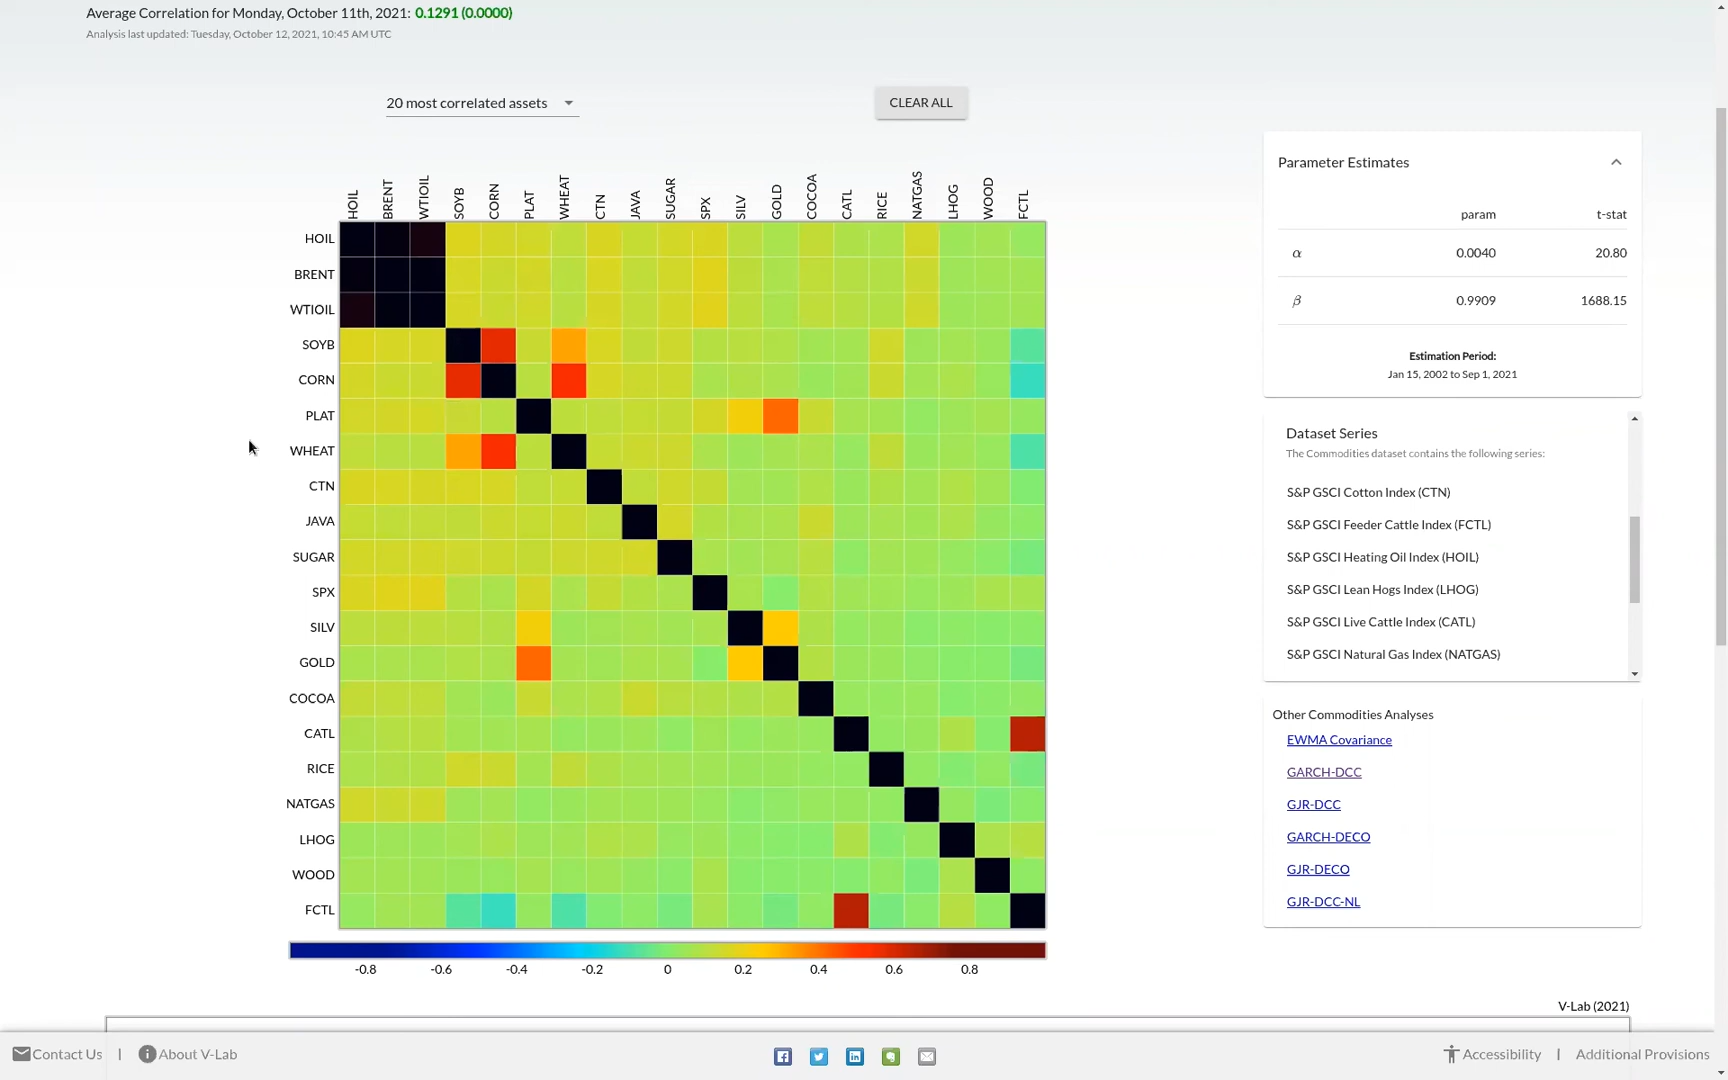 Average Correlation for Monday, October 11th, 2021: 0.1291 (0.0000)
Analysis last updated: Tuesday, October 12, 2021, 10:45 AM UTC
20 most correlated assets
CLEAR ALL
HOIL BRENT WTIOIL SOYB CORN PLAT WHEAT CTN JAVA SUGAR SPX SILV GOLD COCOA CATL RICE NATGAS LHOG WOOD FCTL
HOIL
BRENT
WTIOIL
SOYB
CORN
PLAT
WHEAT
CTN
JAVA
SUGAR
SPX
SILV
GOLD
COCOA
CATL
RICE
NATGAS
LHOG
WOOD
FCTL
-0.8 -0.6 -0.4 -0.2 0 0.2 0.4 0.6 0.8
Parameter Estimates
param t-stat
α 0.0040 20.80
β 0.9909 1688.15
Estimation Period:
Jan 15, 2002 to Sep 1, 2021
Dataset Series
The Commodities dataset contains the following series:
S&P GSCI Cotton Index (CTN)
S&P GSCI Feeder Cattle Index (FCTL)
S&P GSCI Heating Oil Index (HOIL)
S&P GSCI Lean Hogs Index (LHOG)
S&P GSCI Live Cattle Index (CATL)
S&P GSCI Natural Gas Index (NATGAS)
Other Commodities Analyses
EWMA Covariance
GARCH-DCC
GJR-DCC
GARCH-DECO
GJR-DECO
GJR-DCC-NL
V-Lab (2021)
Contact Us | About V-Lab
Accessibility | Additional Provisions